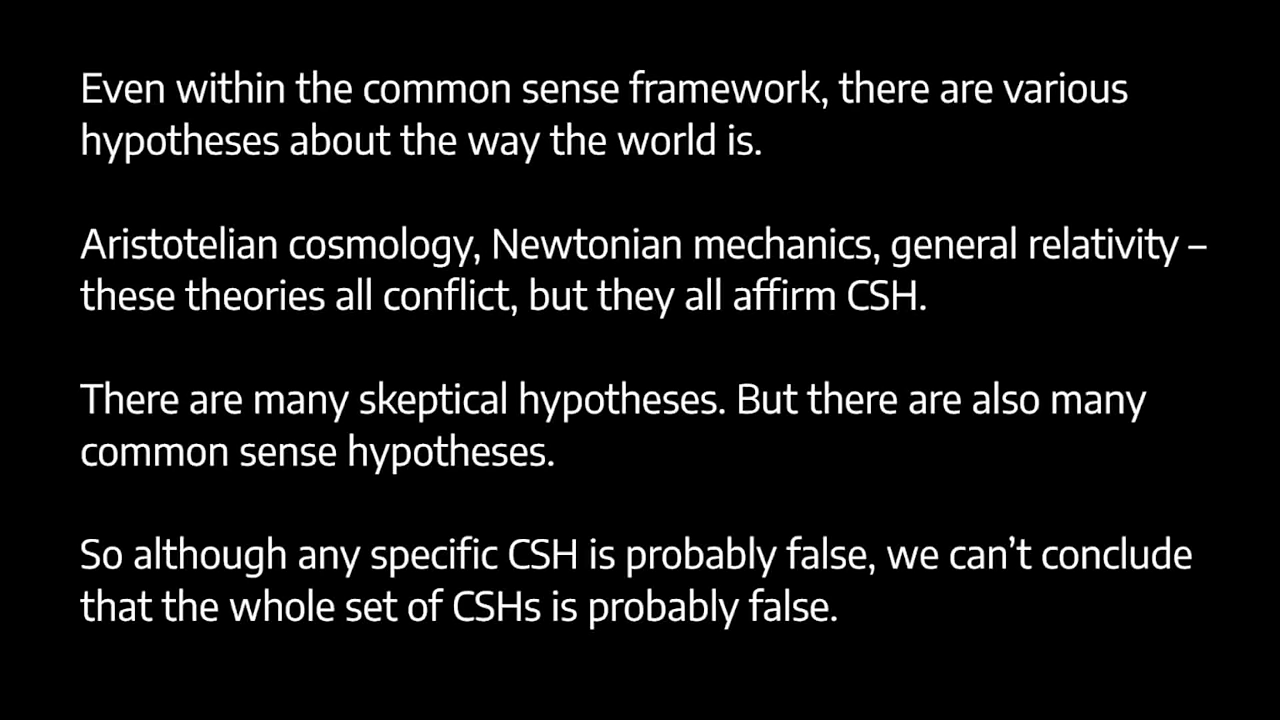 Even within the common sense framework, there are various
hypotheses about the way the world is.
Aristotelian cosmology, Newtonian mechanics, general relativity –
these theories all conflict, but they all affirm CSH.
There are many skeptical hypotheses. But there are also many
common sense hypotheses.
So although any specific CSH is probably false, we can’t conclude
that the whole set of CSHs is probably false.